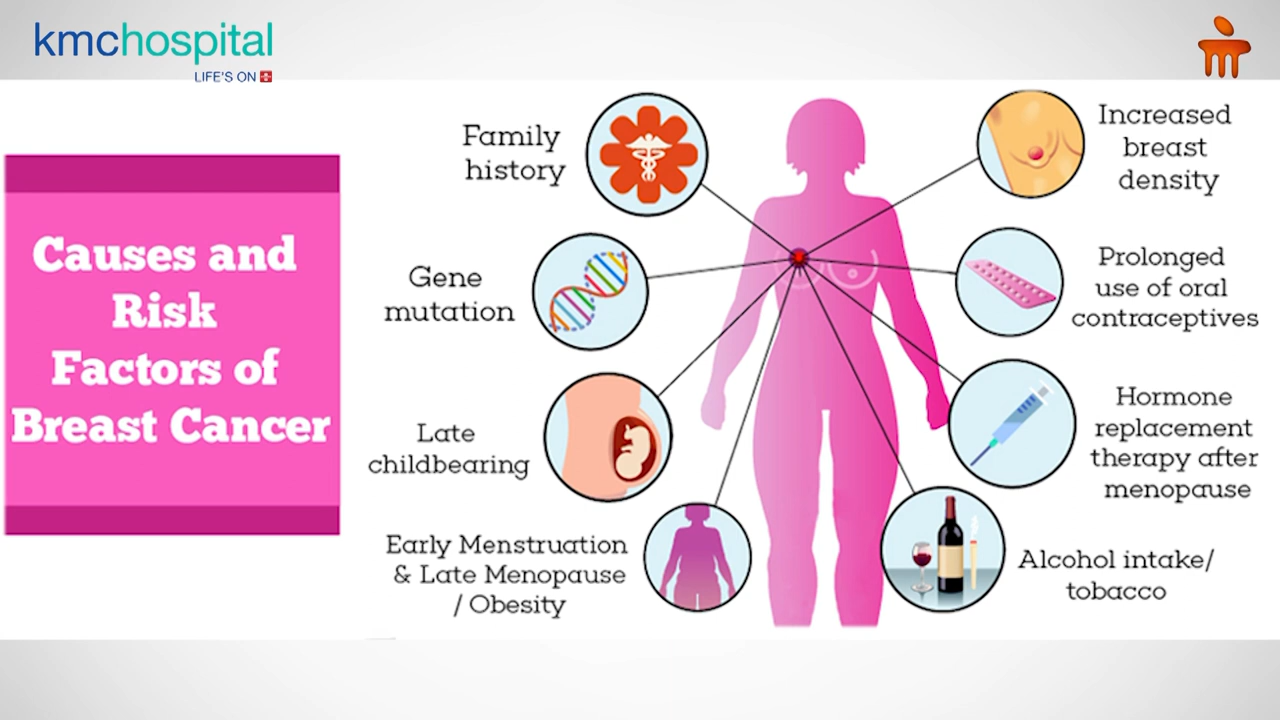 kmchospital
LIFE'S ON
Causes and
Risk
Factors of
Breast Cancer
Family
history
Gene
mutation
Late
childbearing
Early Menstruation
& Late Menopause
/ Obesity
Increased
breast
density
Prolonged
use of oral
contraceptives
Hormone
replacement
therapy after
menopause
Alcohol intake/
tobacco